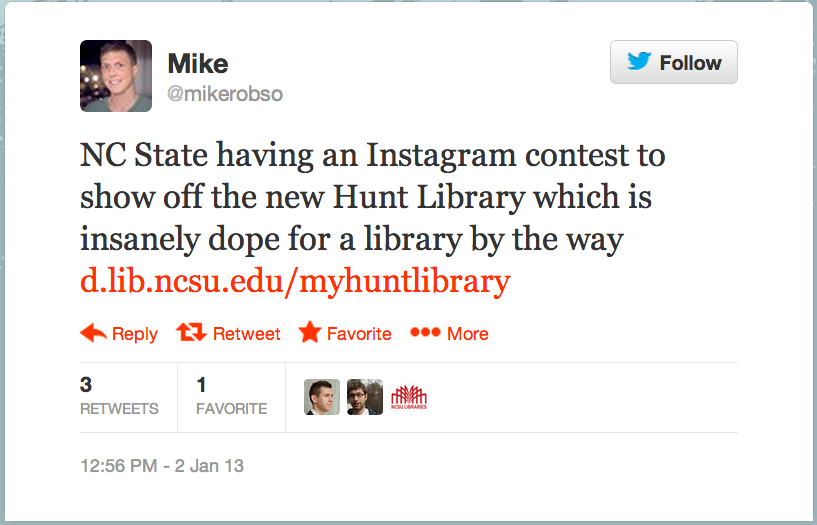 Mike
@mikerobso
Follow
NC State having an Instagram contest to
show off the new Hunt Library which is
insanely dope for a library by the way
d.lib.ncsu.edu/myhuntlibrary
Reply Retweet Favorite More
3 RETWEETS
1 FAVORITE
NCSU LIBRARIES
12:56 PM - 2 Jan 13